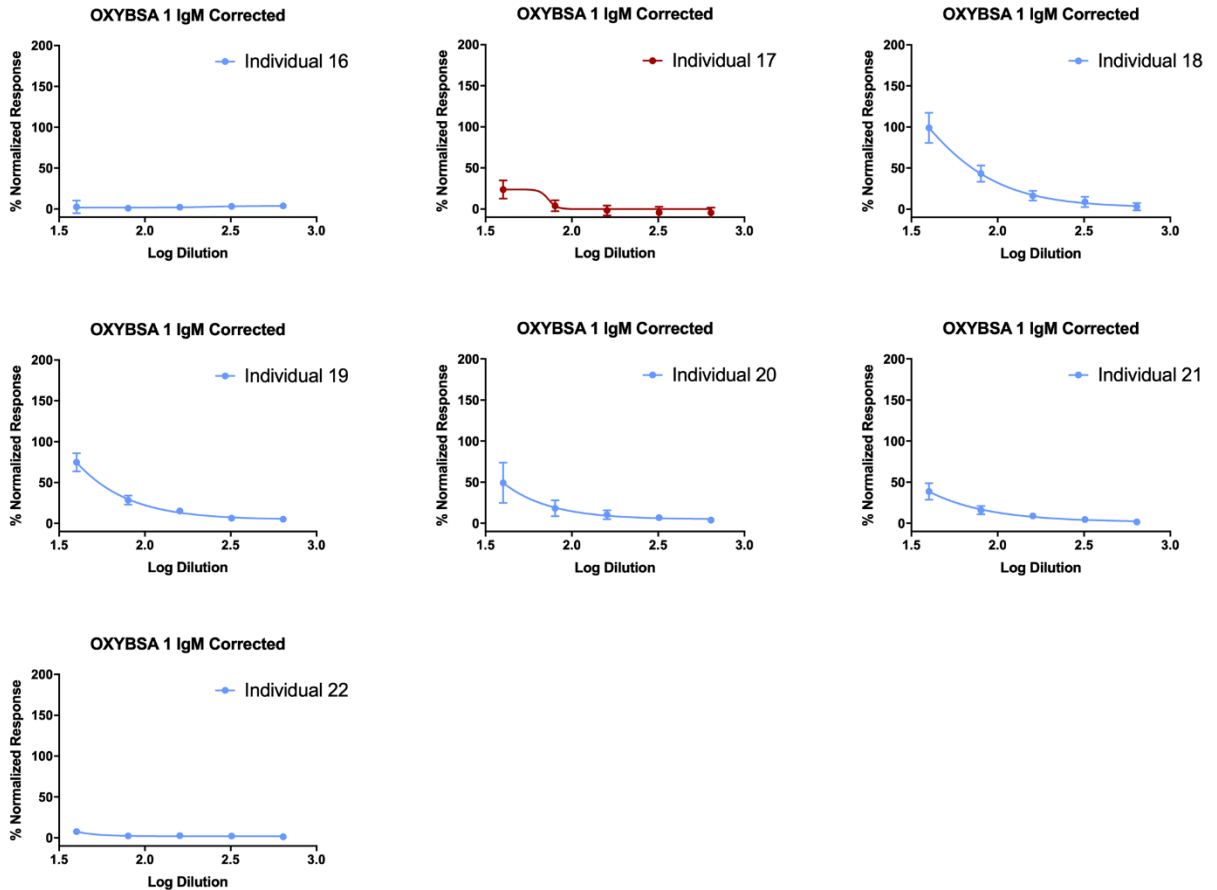 OXYBSA 1 IgM Corrected
% Normalized Response
200
150
100
50
0
1.5 2.0 2.5 3.0
Log Dilution
Individual 16
OXYBSA 1 IgM Corrected
% Normalized Response
200
150
100
50
0
1.5 2.0 2.5 3.0
Log Dilution
Individual 17
OXYBSA 1 IgM Corrected
% Normalized Response
200
150
100
50
0
1.5 2.0 2.5 3.0
Log Dilution
Individual 18
OXYBSA 1 IgM Corrected
% Normalized Response
200
150
100
50
0
1.5 2.0 2.5 3.0
Log Dilution
Individual 19
OXYBSA 1 IgM Corrected
% Normalized Response
200
150
100
50
0
1.5 2.0 2.5 3.0
Log Dilution
Individual 20
OXYBSA 1 IgM Corrected
% Normalized Response
200
150
100
50
0
1.5 2.0 2.5 3.0
Log Dilution
Individual 21
OXYBSA 1 IgM Corrected
% Normalized Response
200
150
100
50
0
1.5 2.0 2.5 3.0
Log Dilution
Individual 22